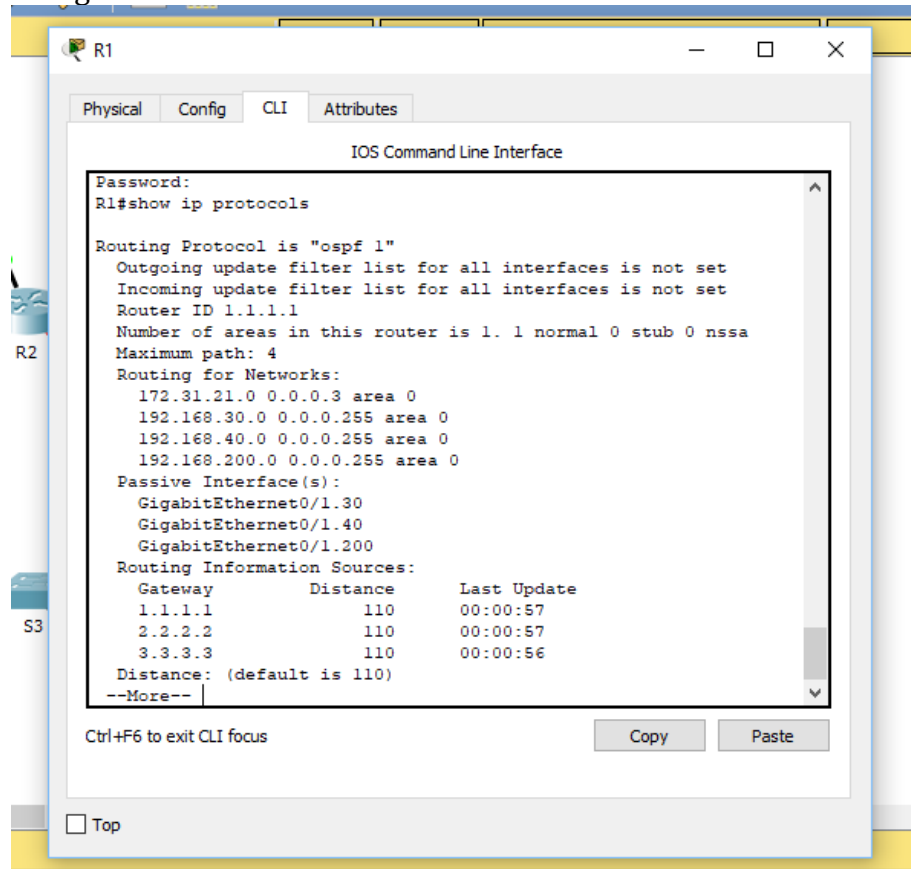 R1
Physical Config CLI Attributes
IOS Command Line Interface
Password:
R1#show ip protocols
Routing Protocol is "ospf 1"
Outgoing update filter list for all interfaces is not set
Incoming update filter list for all interfaces is not set
Router ID 1.1.1.1
Number of areas in this router is 1. 1 normal 0 stub 0 nssa
Maximum path: 4
Routing for Networks:
172.31.21.0 0.0.0.3 area 0
192.168.30.0 0.0.0.255 area 0
192.168.40.0 0.0.0.255 area 0
192.168.200.0 0.0.0.255 area 0
Passive Interface(s):
GigabitEthernet0/1.30
GigabitEthernet0/1.40
GigabitEthernet0/1.200
Routing Information Sources:
Gateway Distance Last Update
1.1.1.1 110 00:00:57
2.2.2.2 110 00:00:57
3.3.3.3 110 00:00:56
Distance: (default is 110)
--More--
Ctrl+F6 to exit CLI focus
Copy Paste
Top
R2
S3